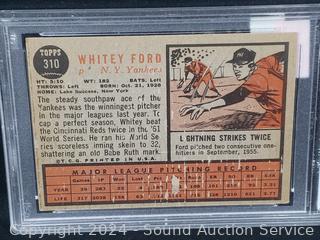 TOPPS
310
WHITEY FORD
N. Y. Yankees
HT: 5:10 WT: 182 BATS: Left
THROWS: Left BORN: Oct. 21, 1928
HOME: Lake Success, New York
The steady southpaw ace of the
Yankees was the winningest pitcher
in the major leagues last year. To
cap a perfect season, Whitey beat
the Cincinnati Reds twice in the '61
World Series. He ran his World Se-
ries scoreless inning skein to 32,
shattering an old Babe Ruth mark.
©T.C.G. PRINTED IN U.S.A.
L GHTNING STRIKES TWICE
Ford pitched two consecutive one-
hitters in September, 1955.
MAJOR LEAGUE PITCHING RECORD
YEAR
LIFE
Copyright 2024 - Sound Auction Service